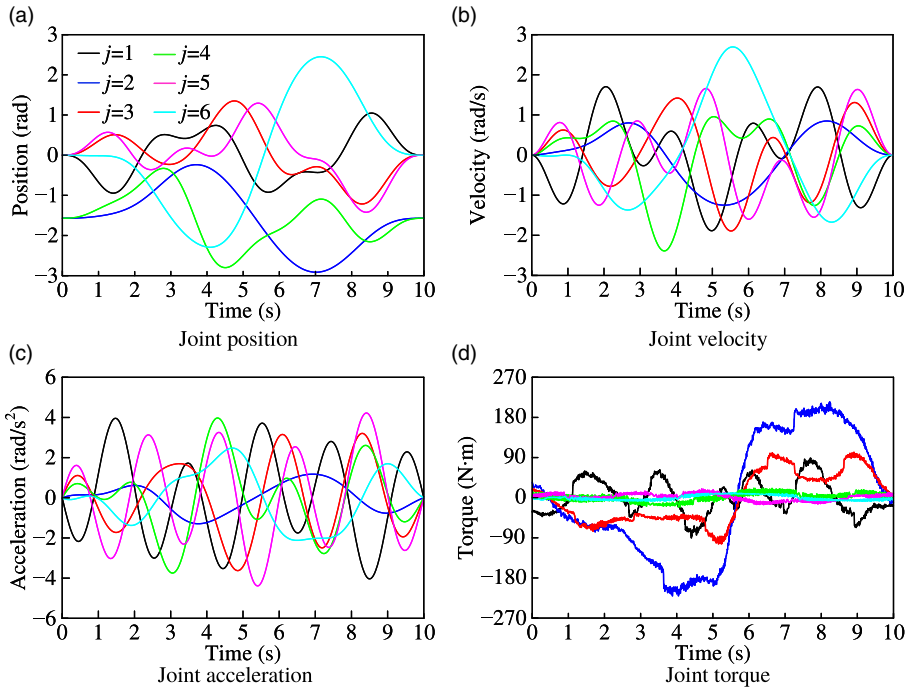 (a)
3
2
1
0
−1
−2
−3
Position (rad)
j=1
j=2
j=3
j=4
j=5
j=6
0 1 2 3 4 5 6 7 8 9 10
Time (s)
Joint position
(b)
3
2
1
0
−1
−2
−3
Velocity (rad/s)
0 1 2 3 4 5 6 7 8 9 10
Time (s)
Joint velocity
(c)
6
4
2
0
−2
−4
−6
Acceleration (rad/s²)
0 1 2 3 4 5 6 7 8 9 10
Time (s)
Joint acceleration
(d)
270
180
90
0
−90
−180
−270
Torque (N·m)
0 1 2 3 4 5 6 7 8 9 10
Time (s)
Joint torque